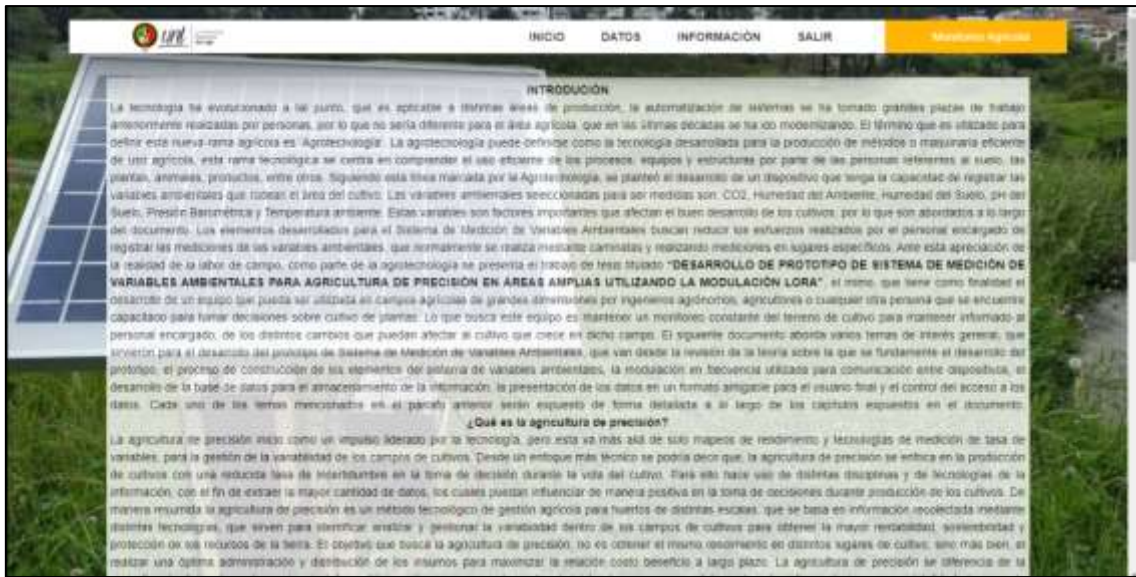 unl
INICIO DATOS INFORMACIÓN SALIR Monitoreo Agrícola
INTRODUCIÓN
La tecnología ha evolucionado a tal punto, que es aplicable a distintas áreas de producción, la automatización de sistemas se ha tomado grandes plazas de trabajo
anteriormente realizadas por personas, por lo que no sería diferente para el área agrícola, que en las últimas décadas se ha ido modernizando. El término que es utilizado para
definir esta nueva rama agrícola es "Agrotecnología". La agrotecnología puede definirse como la tecnología desarrollada para la producción de métodos o maquinaria eficiente
de uso agrícola, esta rama tecnológica se centra en comprender el uso eficiente de los procesos, equipos y estructuras por parte de las personas referentes al suelo, las
plantas, animales, productos, entre otros. Siguiendo esta línea marcada por la Agrotecnología, se planteó el desarrollo de un dispositivo que tenga la capacidad de registrar las
variables ambientales que rodean el área del cultivo. Las variables ambientales seleccionadas para ser medidas son: CO2, Humedad del Ambiente, Humedad del Suelo, pH del
Suelo, Presión Barométrica y Temperatura ambiente. Estas variables son factores importantes que afectan el buen desarrollo de los cultivos, por lo que son abordados a lo largo
del documento. Los elementos desarrollados para el Sistema de Medición de Variables Ambientales buscan reducir los esfuerzos realizados por el personal encargado de
registrar las mediciones de las variables ambientales, que normalmente se realiza mediante caminatas y realizando mediciones en lugares específicos. Ante esta apreciación de
la realidad de la labor de campo, como parte de la agrotecnología se presenta el trabajo de tesis titulado "DESARROLLO DE PROTOTIPO DE SISTEMA DE MEDICIÓN DE
VARIABLES AMBIENTALES PARA AGRICULTURA DE PRECISIÓN EN ÁREAS AMPLIAS UTILIZANDO LA MODULACIÓN LORA", el mismo, que tiene como finalidad el
desarrollo de un equipo que pueda ser utilizada en campos agrícolas de grandes dimensiones por ingenieros agrónomos, agricultores o cualquier otra persona que se encuentre
capacitado para tomar decisiones sobre cultivo de plantas. Lo que busca este equipo es mantener un monitoreo constante del terreno de cultivo para mantener informado al
personal encargado, de los distintos cambios que puedan afectar al cultivo que crece en dicho campo. El siguiente documento aborda varios temas de interés general, que
sirvieron para el desarrollo del prototipo de Sistema de Medición de Variables Ambientales, que van desde la revisión de la teoría sobre la que se fundamente el desarrollo del
prototipo, el proceso de construcción de los elementos del sistema de variables ambientales, la modulación en frecuencia utilizada para comunicación entre dispositivos, el
desarrollo de la base de datos para el almacenamiento de la información, la presentación de los datos en un formato amigable para el usuario final y el control del acceso a los
datos. Cada uno de los temas mencionados en el párrafo anterior serán expuesto de forma detallada a lo largo de los capítulos expuestos en el documento.
¿Qué es la agricultura de precisión?
La agricultura de precisión inicio como un impulso liderado por la tecnología, pero esta va más allá de solo mapeos de rendimiento y tecnologías de medición de tasa de
variables, para la gestión de la variabilidad de los campos de cultivos. Desde un enfoque más técnico se podría decir que, la agricultura de precisión se enfoca en la producción
de cultivos con una reducida tasa de incertidumbre en la toma de decisión durante la vida del cultivo. Para ello hace uso de distintas disciplinas y de tecnologías de la
información, con el fin de extraer la mayor cantidad de datos, los cuales puedan influenciar de manera positiva en la toma de decisiones durante producción de los cultivos. De
manera resumida la agricultura de precisión es un método tecnológico de gestión agrícola para huertos de distintas escalas, que se basa en información recolectada mediante
distintas tecnologías, que sirven para identificar analizar y gestionar la variabilidad dentro de los campos de cultivos para obtener la mayor rentabilidad, sostenibilidad y
protección de los recursos de la tierra. El objetivo que busca la agricultura de precisión, no es obtener el mismo rendimiento en distintos lugares de cultivo, sino más bien, el
realizar una óptima administración y distribución de los insumos para maximizar la relación costo beneficio a largo plazo. La agricultura de precisión se diferencia de la